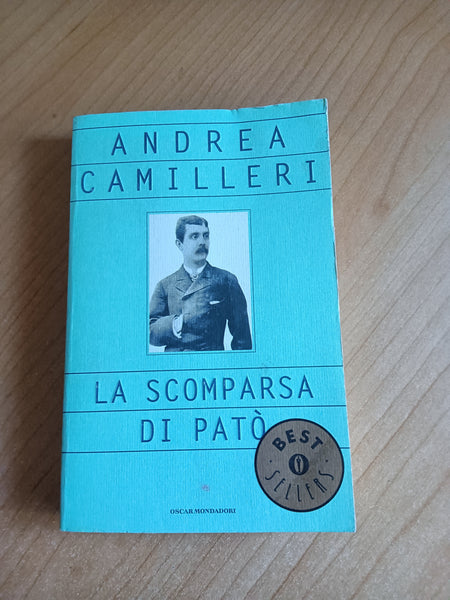 ANDREA
CAMILLERI
LA SCOMPARSA
DI PATÒ
BEST
SELLERS
OSCAR MONDADORI